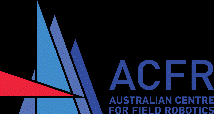 ACFR
AUSTRALIAN CENTRE
FOR FIELD ROBOTICS